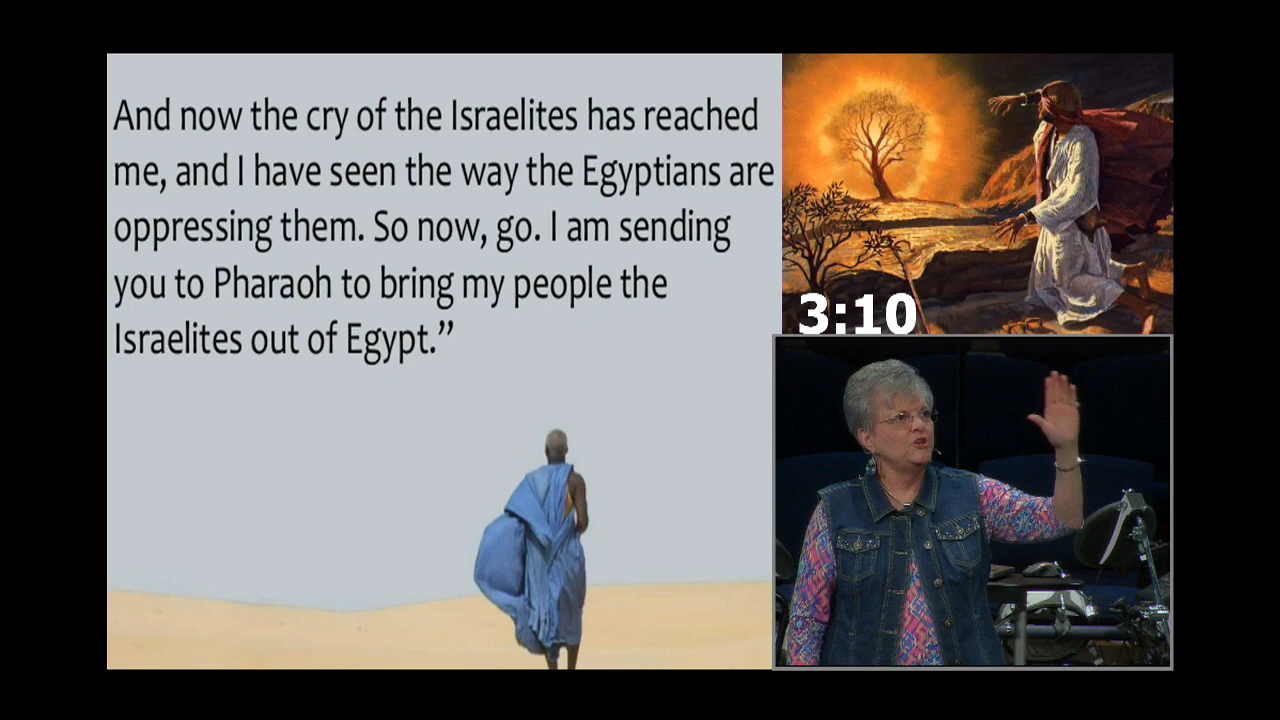 And now the cry of the Israelites has reached
me, and I have seen the way the Egyptians are
oppressing them. So now, go. I am sending
you to Pharaoh to bring my people the
Israelites out of Egypt.”
3:10